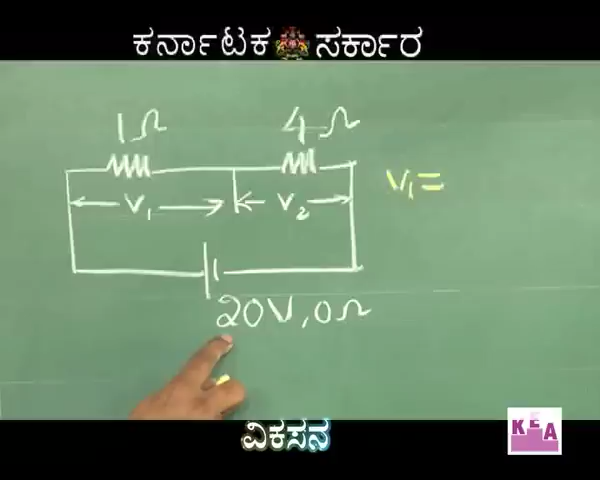 ಕರ್ನಾಟಕ ಸರ್ಕಾರ
1Ω 4Ω
V₁ V₂ V₁=
20V, 0Ω
ವಿಕಸನ
KEA